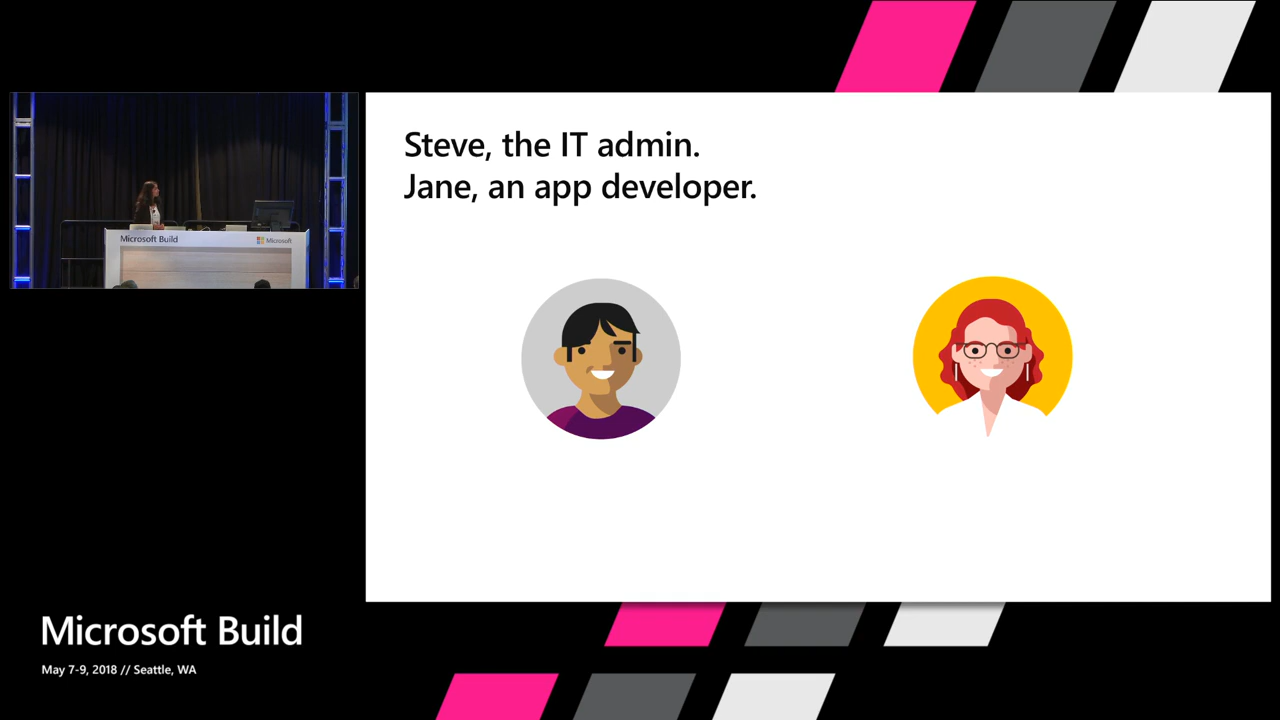 Steve, the IT admin.
Jane, an app developer.
Microsoft Build
Microsoft
Microsoft Build
May 7-9, 2018 // Seattle, WA